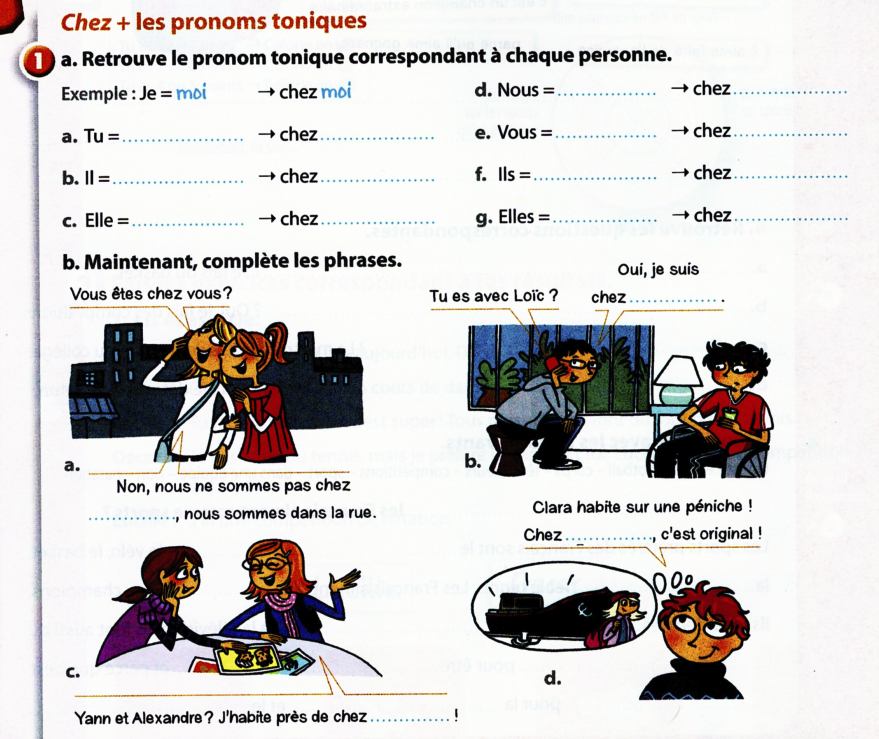 Chez + les pronoms toniques
1 a. Retrouve le pronom tonique correspondant à chaque personne.
Exemple : Je = moi → chez moi
a. Tu = ........................ → chez ........................
b. Il = ........................ → chez ........................
c. Elle = ........................ → chez ........................
d. Nous = ........................ → chez ........................
e. Vous = ........................ → chez ........................
f. Ils = ........................ → chez ........................
g. Elles = ........................ → chez ........................
b. Maintenant, complète les phrases.
Vous êtes chez vous ?
a.
Non, nous ne sommes pas chez
................, nous sommes dans la rue.
Tu es avec Loïc ?
Oui, je suis
chez ................ .
b.
c.
Yann et Alexandre ? J'habite près de chez ................ !
Clara habite sur une péniche !
Chez ................, c'est original !
d.